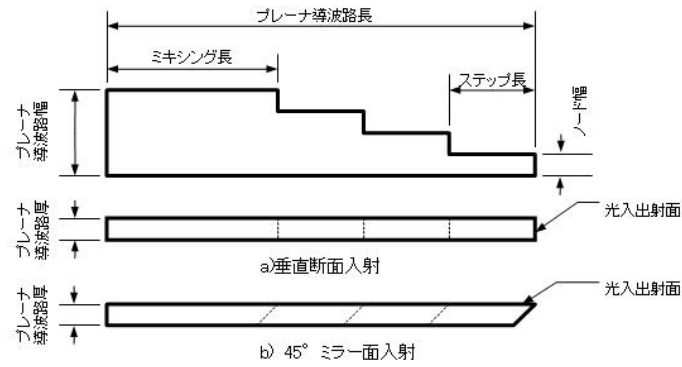 プレーナ導波路長
ミキシング長
ステップ長
プレーナ
導波路幅
ノード幅
プレーナ
導波路厚
光入出射面
a)垂直断面入射
プレーナ
導波路厚
光入出射面
b) 45° ミラー面入射